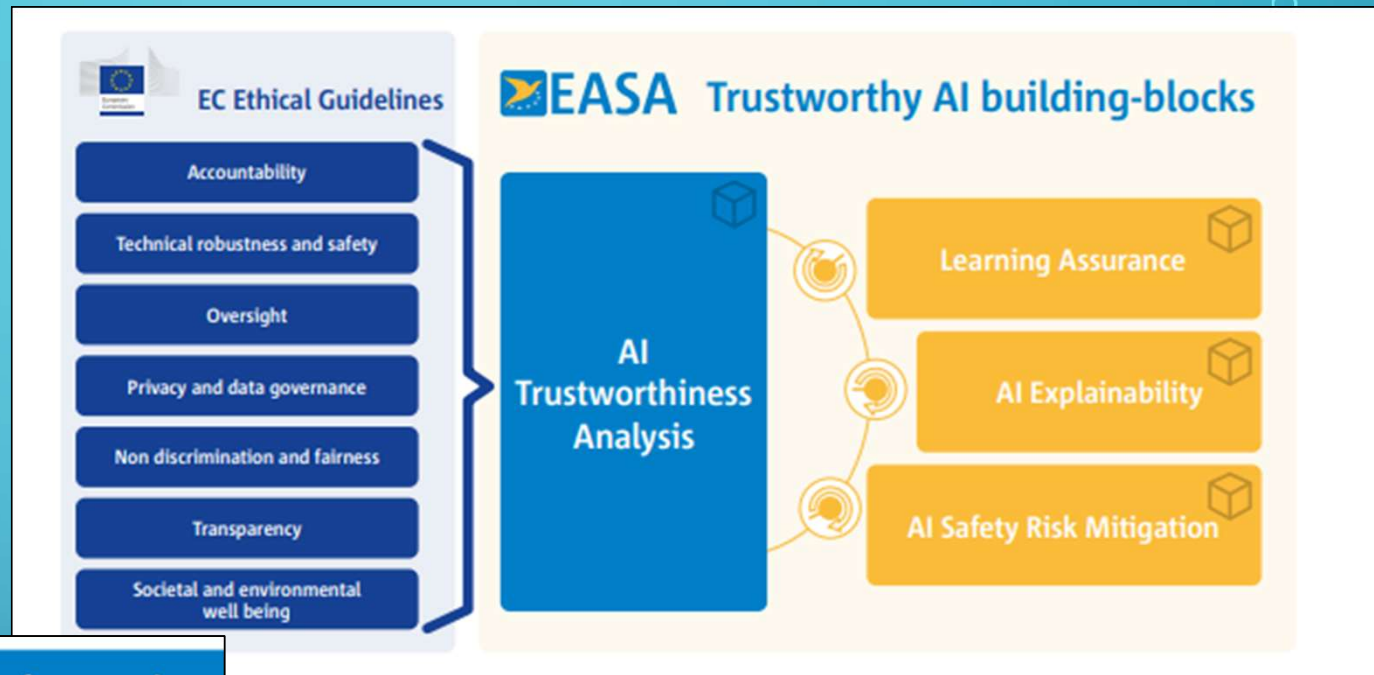 EC Ethical Guidelines
Accountability
Technical robustness and safety
Oversight
Privacy and data governance
Non discrimination and fairness
Transparency
Societal and environmental
well being
EASA Trustworthy AI building-blocks
AI
Trustworthiness
Analysis
Learning Assurance
AI Explainability
AI Safety Risk Mitigation